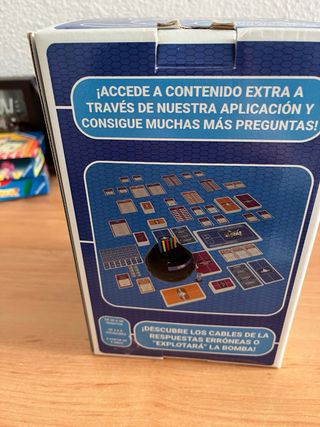 ¡ACCEDE A CONTENIDO EXTRA A
TRAVÉS DE NUESTRA APLICACIÓN Y
CONSIGUE MUCHAS MÁS PREGUNTAS!
¡DESCUBRE LOS CABLES DE LA
RESPUESTAS ERRÓNEAS O
"EXPLOTARÁ" LA BOMBA!